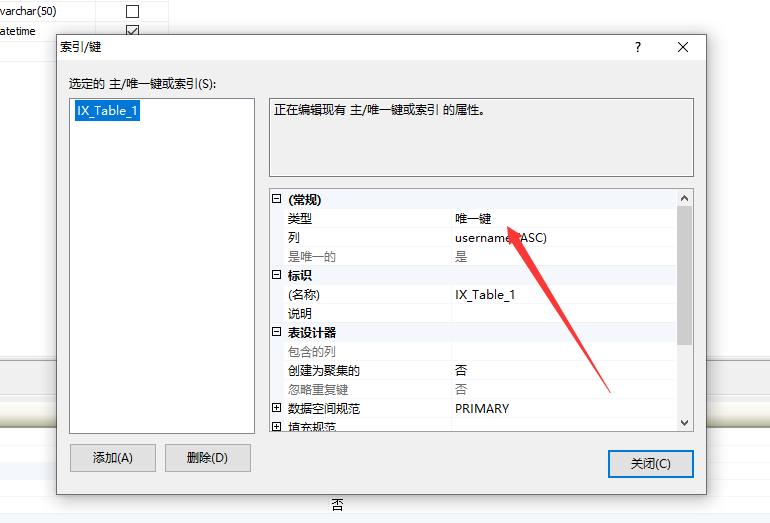 varchar(50)
atetime
索引/键
选定的 主/唯一键或索引(S):
IX_Table_1
正在编辑现有 主/唯一键或索引 的属性。
(常规)
类型 唯一键
列 username (ASC)
是唯一的 是
标识
(名称) IX_Table_1
说明
表设计器
包含的列
创建为聚集的 否
忽略重复键 否
数据空间规范 PRIMARY
填充规范
添加(A) 删除(D)
关闭(C)
否